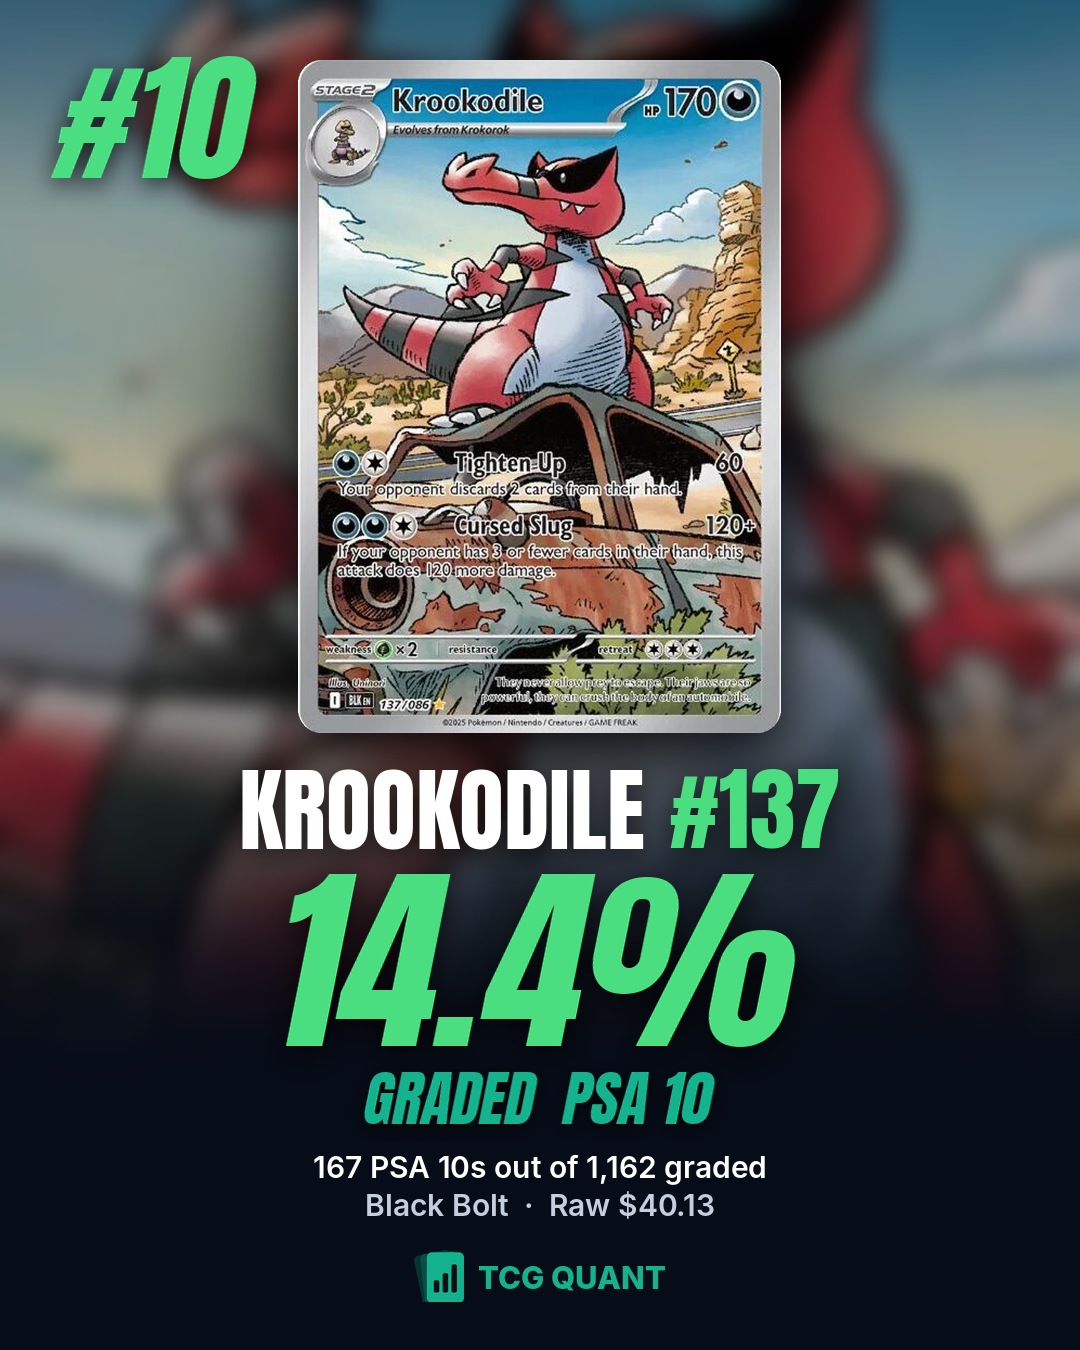 #10
STAGE2 Krookodile HP 170
Evolves from Krokorok
Tighten Up 60
Your opponent discards 2 cards from their hand.
Cursed Slug 120+
If your opponent has 3 or fewer cards in their hand, this
attack does 120 more damage.
weakness ×2 resistance retreat
Illus. Uninori
They never allow prey to escape. Their jaws are so
powerful, they can crush the body of an automobile.
I BLK EN 137/086
©2025 Pokémon / Nintendo / Creatures / GAME FREAK
KROOKODILE #137
14.4%
GRADED PSA 10
167 PSA 10s out of 1,162 graded
Black Bolt · Raw $40.13
TCG QUANT